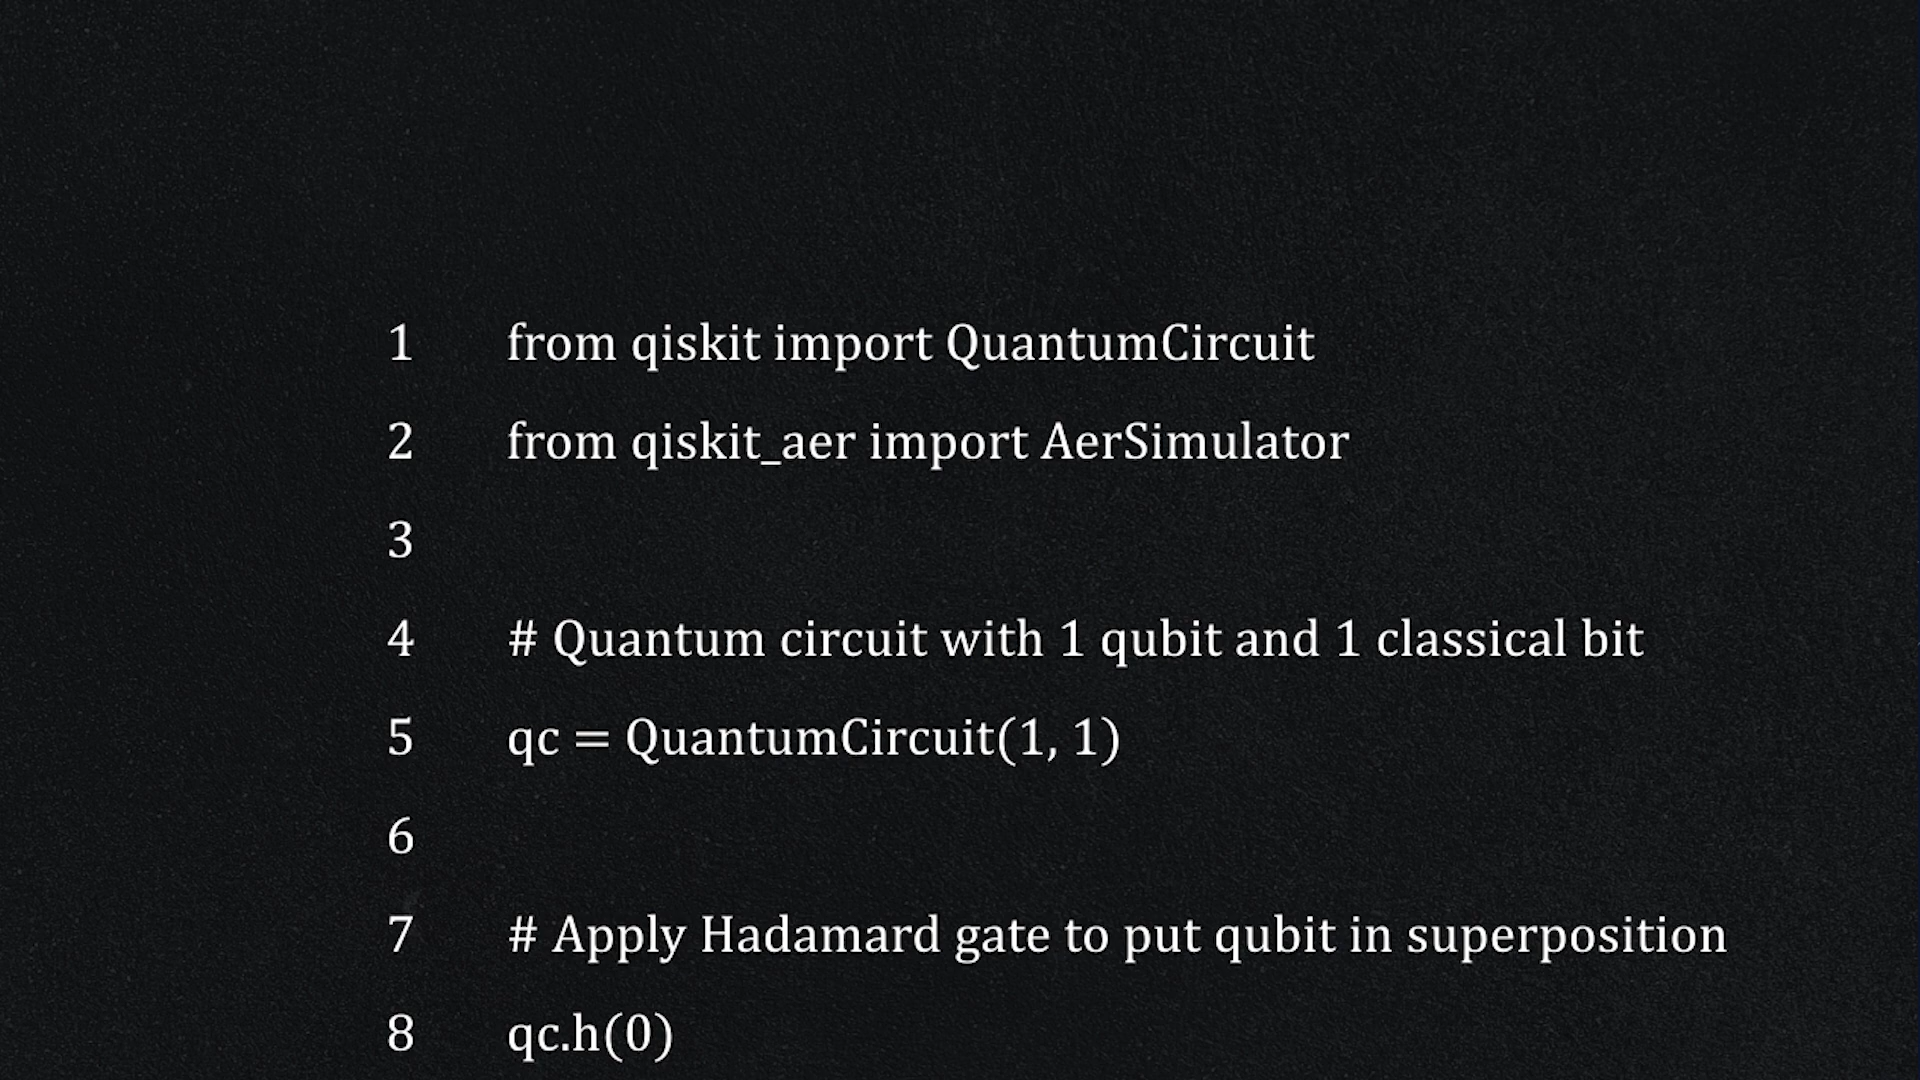 1 from qiskit import QuantumCircuit
2 from qiskit_aer import AerSimulator
3
4 # Quantum circuit with 1 qubit and 1 classical bit
5 qc = QuantumCircuit(1, 1)
6
7 # Apply Hadamard gate to put qubit in superposition
8 qc.h(0)